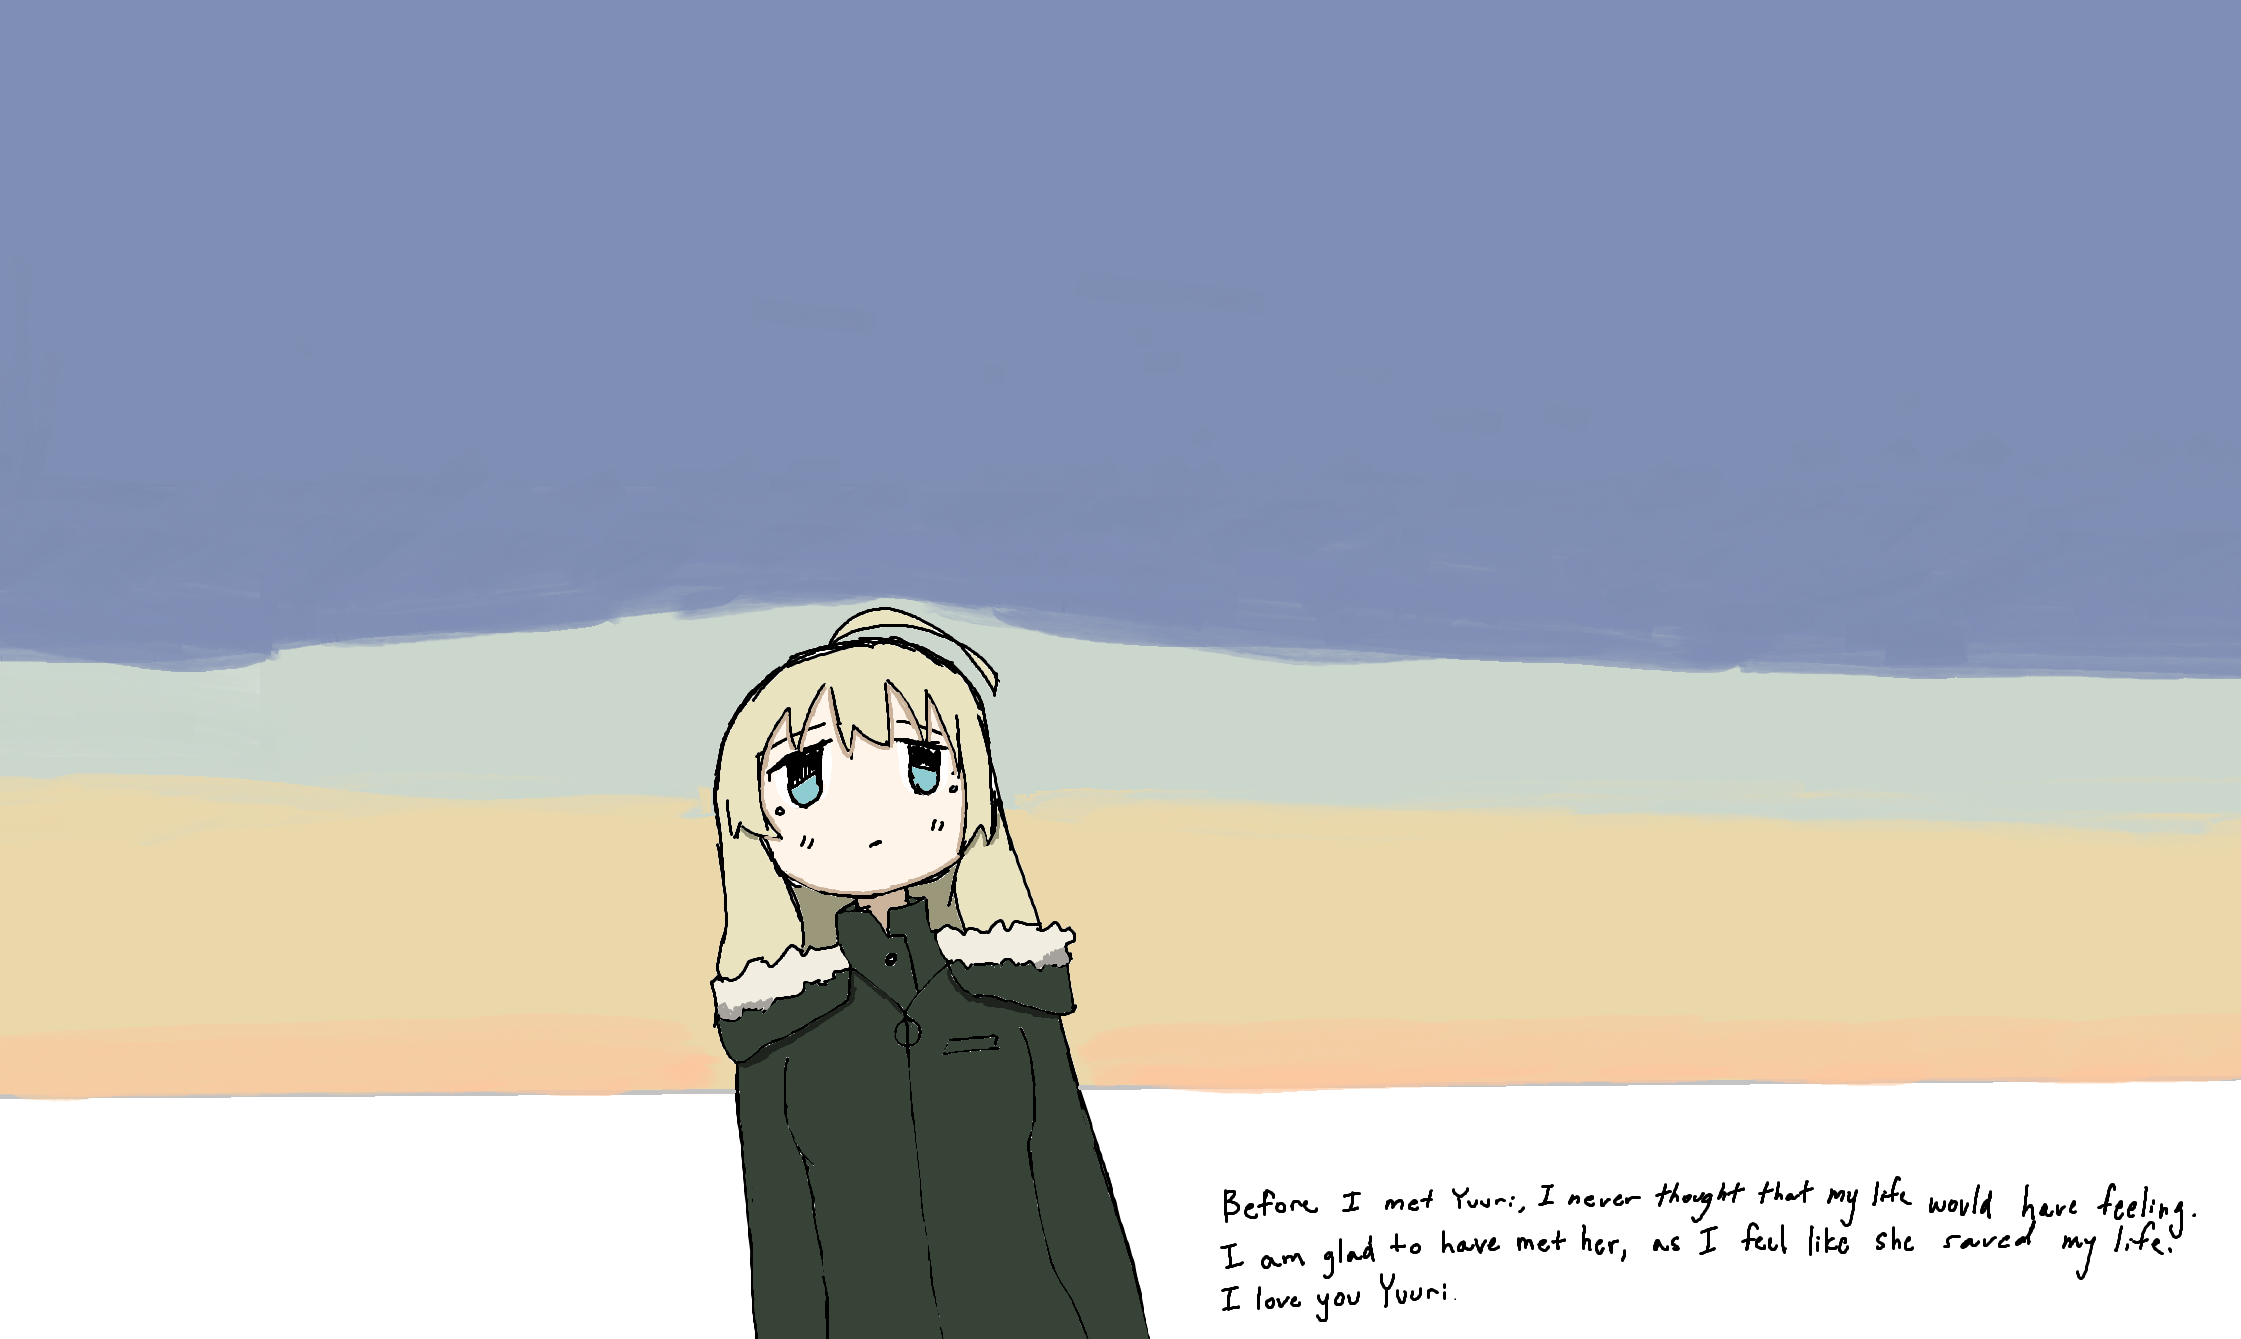 Before I met Yuuri, I never thought that my life would have feeling.
I am glad to have met her, as I feel like she saved my life.
I love you Yuuri.